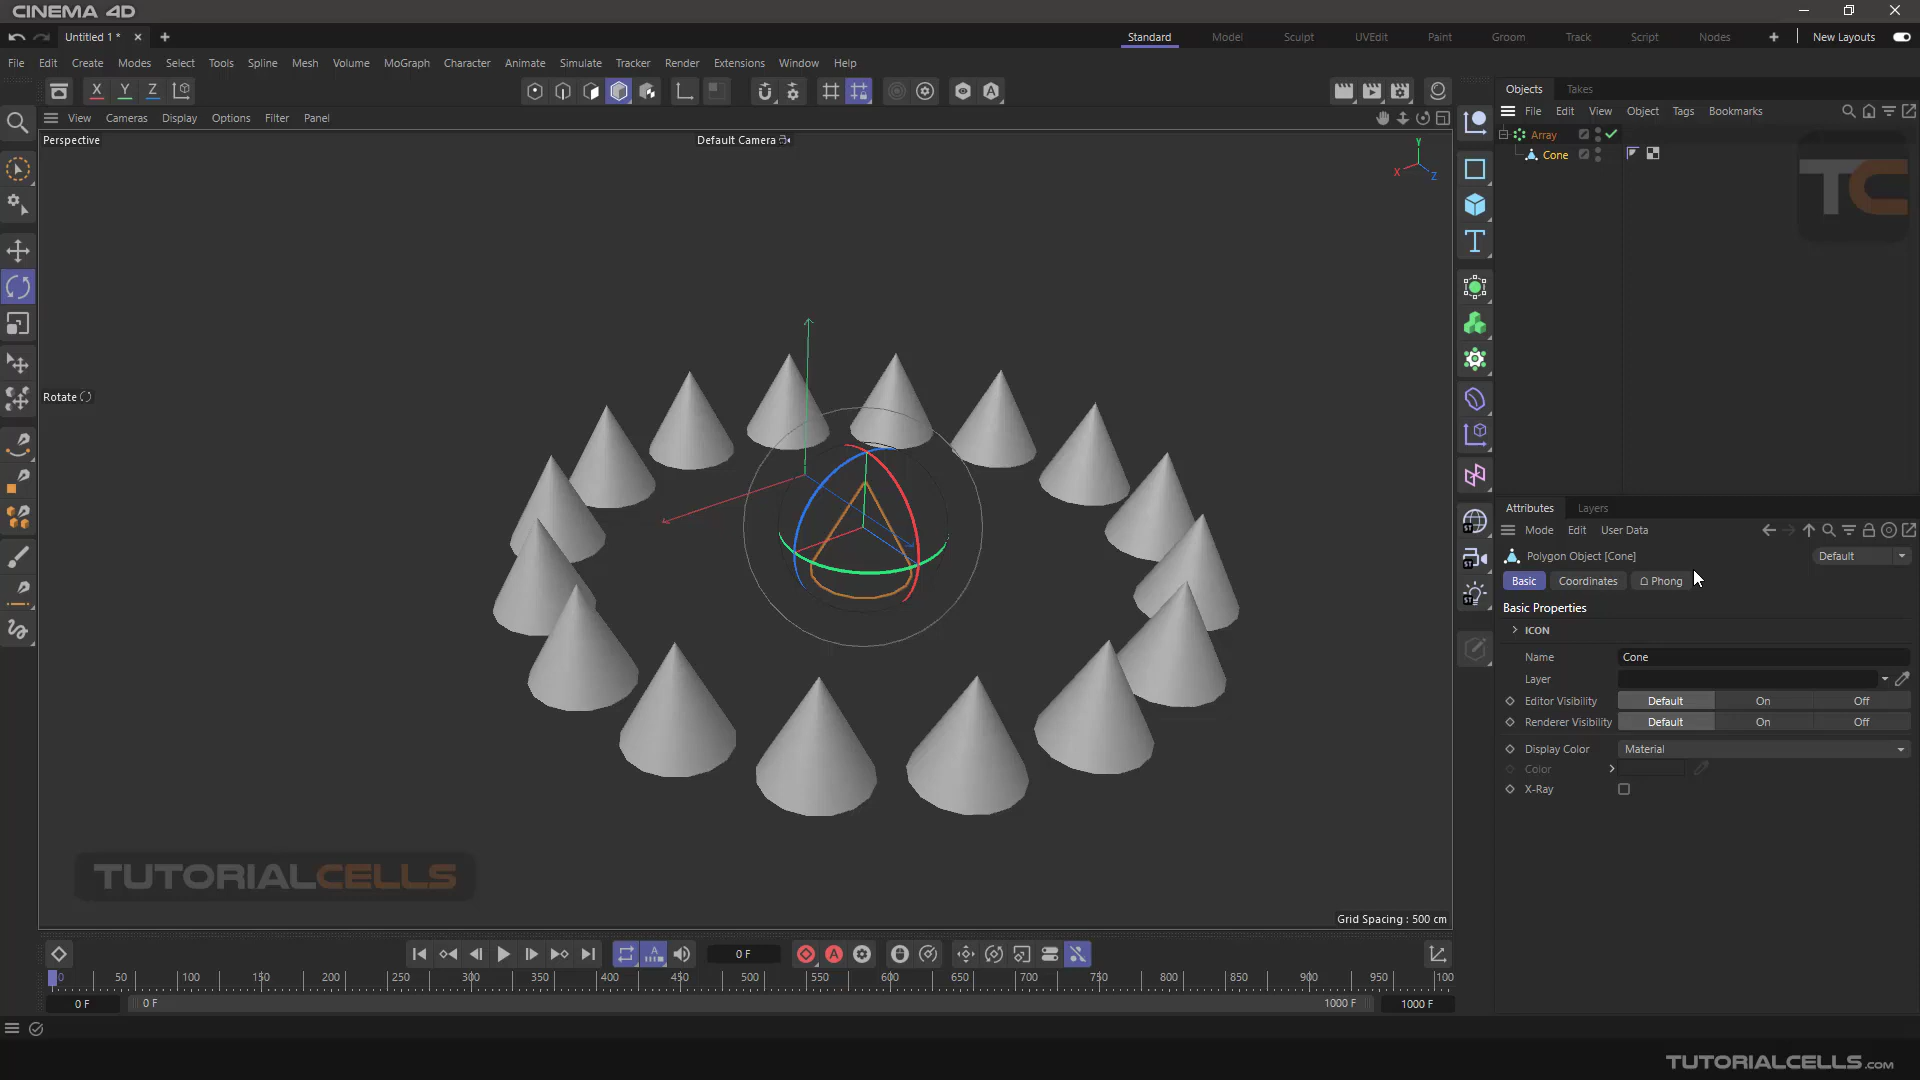 CINEMA 4D
Untitled 1 *
Standard Model Sculpt UVEdit Paint Groom Track Script Nodes New Layouts
File Edit Create Modes Select Tools Spline Mesh Volume MoGraph Character Animate Simulate Tracker Render Extensions Window Help
X Y Z
View Cameras Display Options Filter Panel
Objects Takes
File Edit View Object Tags Bookmarks
Perspective
Default Camera
Array
Cone
Y
X
Z
TC
Rotate
Attributes Layers
Mode Edit User Data
Polygon Object [Cone]
Default
Basic Coordinates Phong
Basic Properties
ICON
Name Cone
Layer
Editor Visibility Default On Off
Renderer Visibility Default On Off
Display Color Material
Color
X-Ray
TUTORIALCELLS
Grid Spacing : 500 cm
0 F
0 50 100 150 200 250 300 350 400 450 500 550 600 650 700 750 800 850 900 950 100
0 F 0 F 1000 F 1000 F
TUTORIALCELLS.com